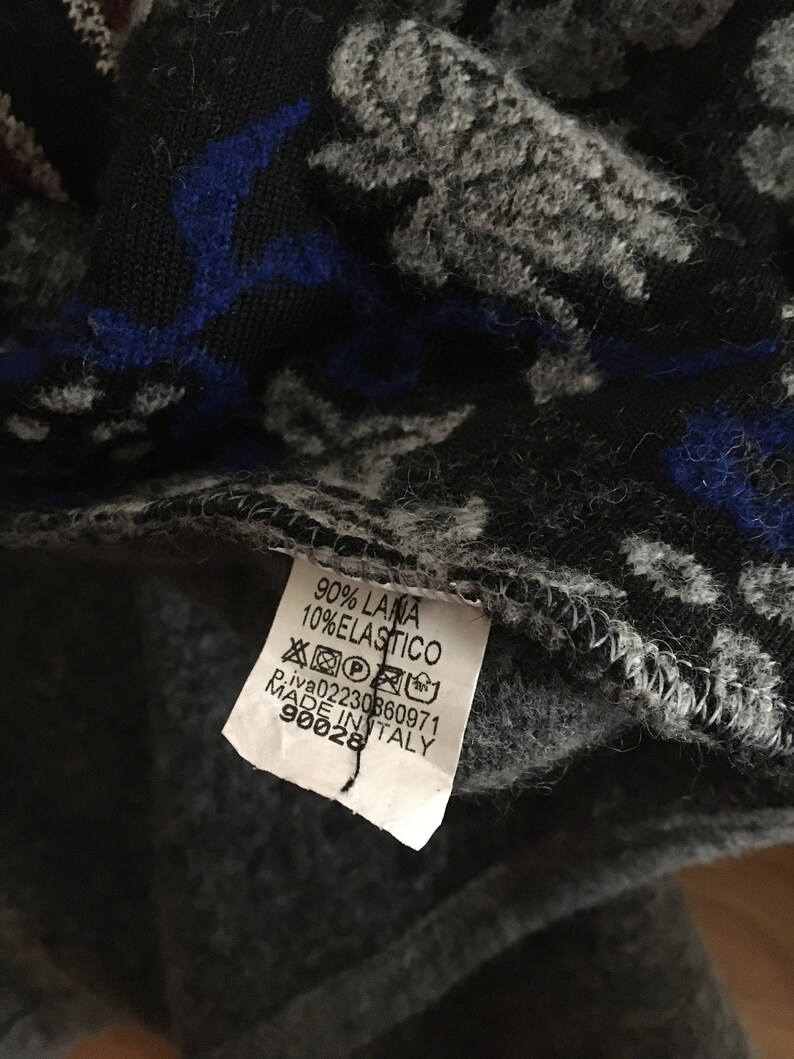 90% LANA
10%ELASTICO
P
P.iva02230860971
MADE IN ITALY
90028